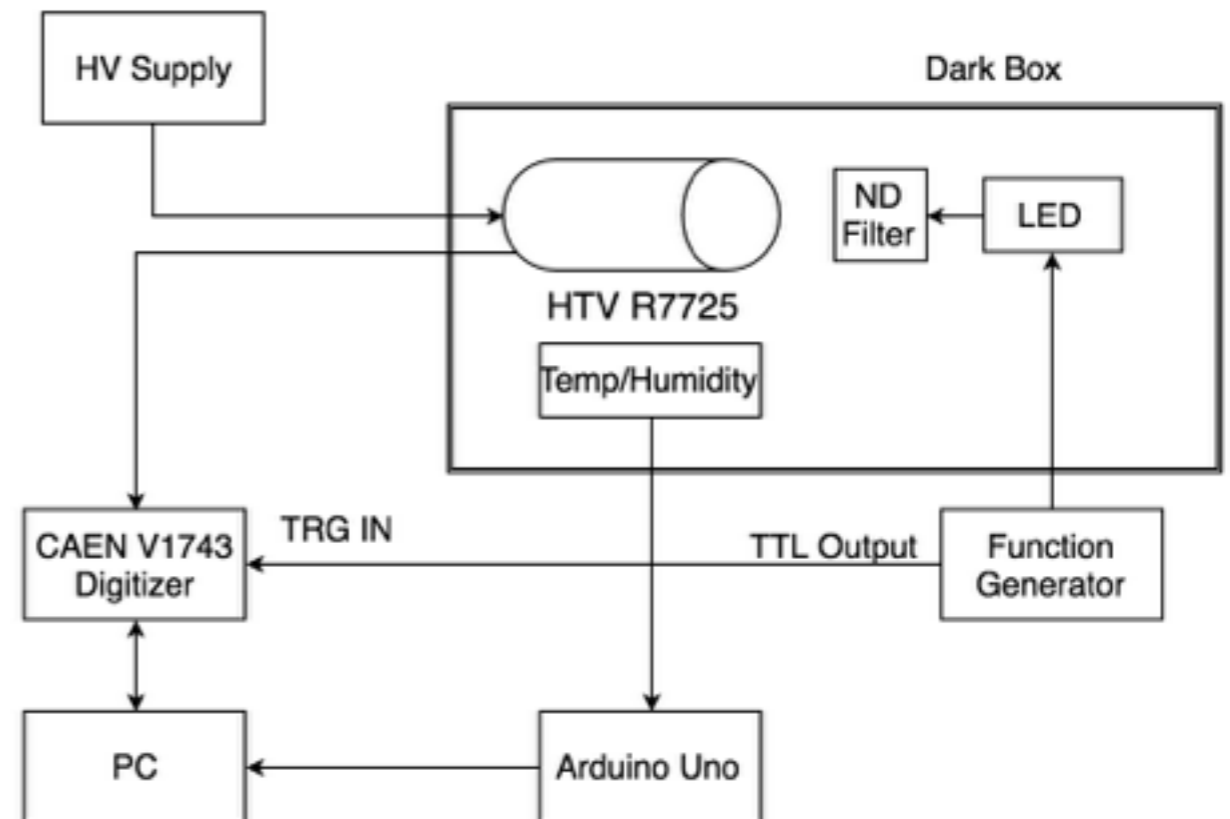 HV Supply
Dark Box
ND
Filter
LED
HTV R7725
Temp/Humidity
CAEN V1743
Digitizer
TRG IN
TTL Output
Function
Generator
PC
Arduino Uno